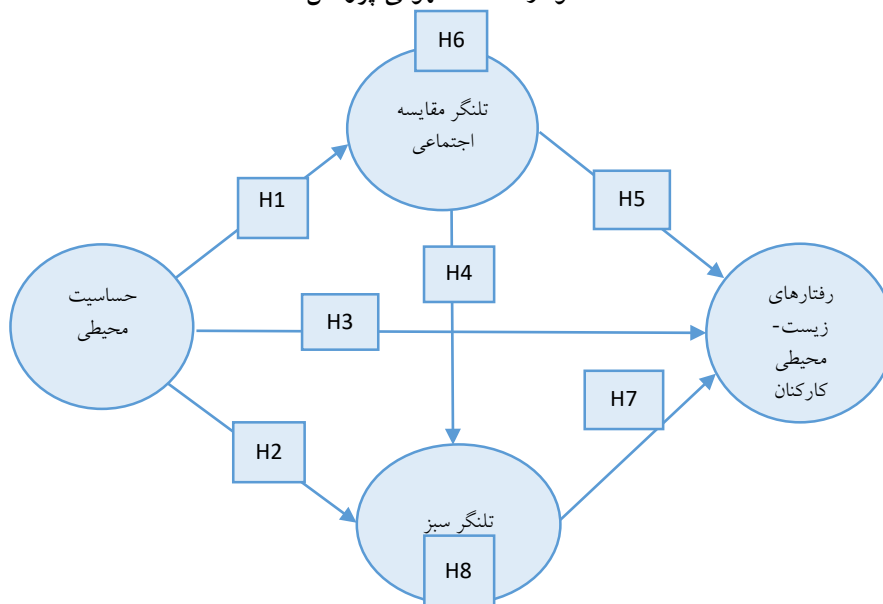 H6
تلنگر مقایسه
اجتماعی
H1
H5
H4
حساسیت
محیطی
H3
رفتارهای
زیست-
محیطی
کارکنان
H7
H2
تلنگر سبز
H8